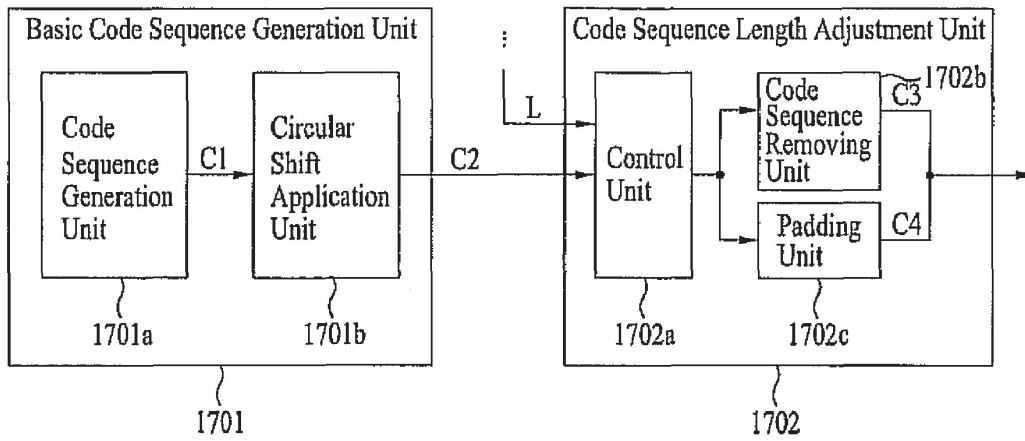 Basic Code Sequence Generation Unit
Code
Sequence
Generation
Unit
C1
Circular
Shift
Application
Unit
1701a
1701b
1701
C2
L
Code Sequence Length Adjustment Unit
Control
Unit
1702b
Code
Sequence
Removing
Unit
C3
Padding
Unit
C4
1702a
1702c
1702